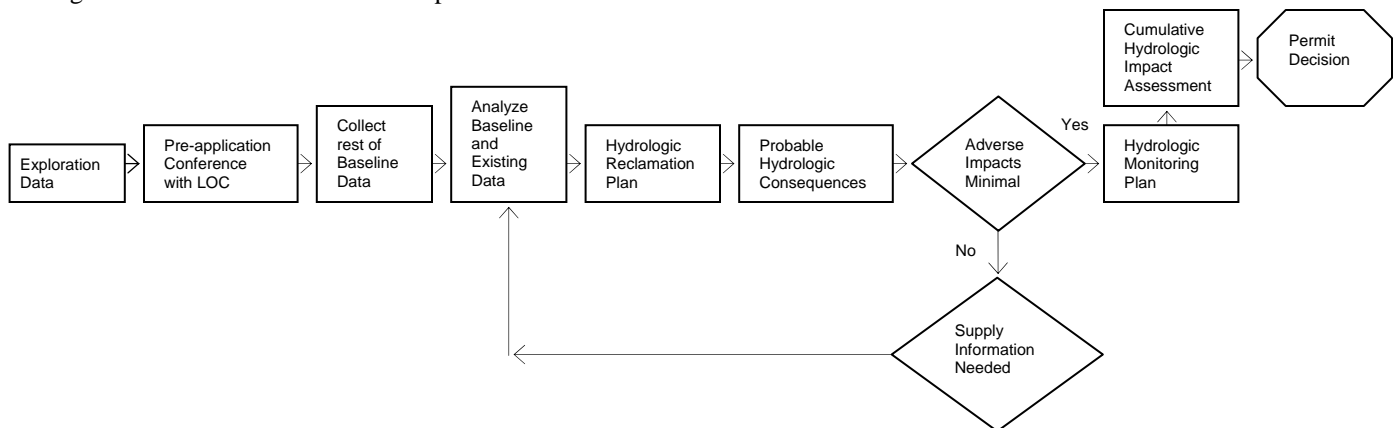 Exploration
Data
Pre-application
Conference
with LOC
Collect
rest of
Baseline
Data
Analyze
Baseline
and
Existing
Data
Hydrologic
Reclamation
Plan
Probable
Hydrologic
Consequences
Adverse
Impacts
Minimal
Yes
Hydrologic
Monitoring
Plan
Cumulative
Hydrologic
Impact
Assessment
Permit
Decision
No
Supply
Information
Needed